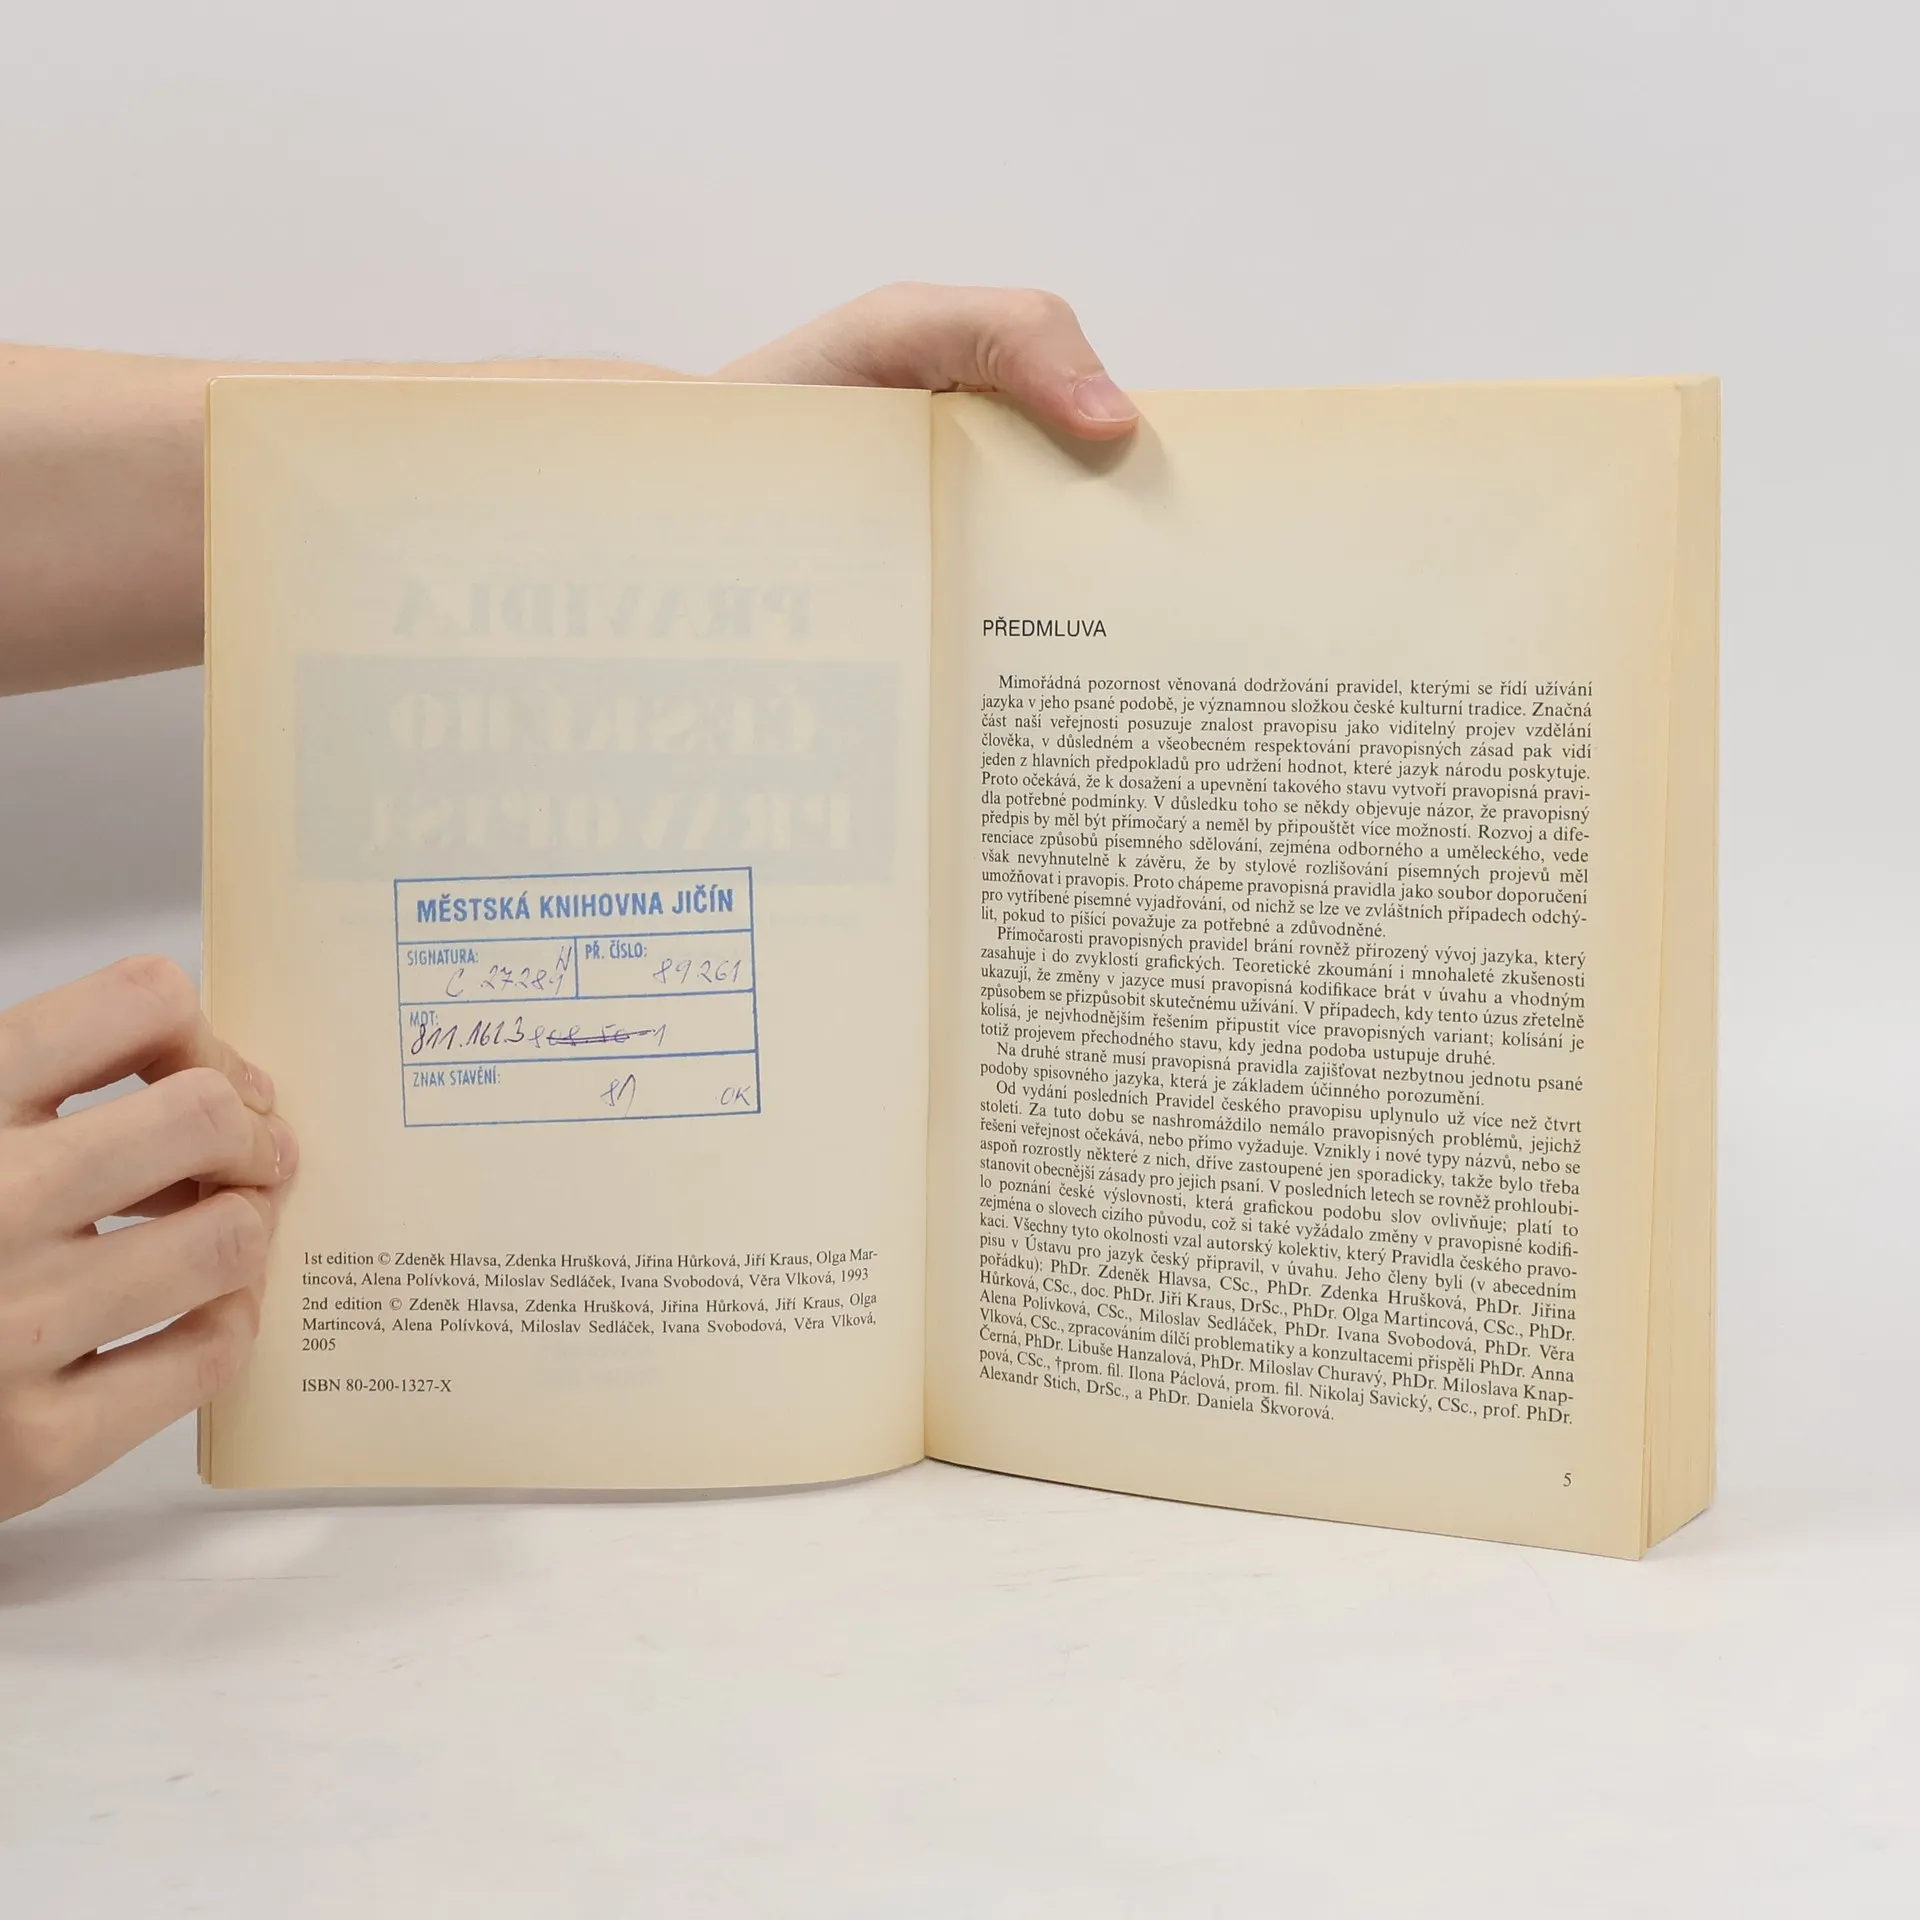 MĚSTSKÁ KNIHOVNA JIČÍN
SIGNATURA:
PŘ. ČÍSLO:
89261
MDT:
811.161.3
ZNAK STAVĚNÍ:
81
OK
1st edition © Zdeněk Hlavsa, Zdenka Hrušková, Jiřina Hůrková, Jiří Kraus, Olga Mar-
tincová, Alena Polívková, Miloslav Sedláček, Ivana Svobodová, Věra Vlková, 1993
2nd edition © Zdeněk Hlavsa, Zdenka Hrušková, Jiřina Hůrková, Jiří Kraus, Olga
Martincová, Alena Polívková, Miloslav Sedláček, Ivana Svobodová, Věra Vlková,
2005
ISBN 80-200-1327-X
PŘEDMLUVA
Mimořádná pozornost věnovaná dodržování pravidel, kterými se řídí užívání
jazyka v jeho psané podobě, je významnou složkou české kulturní tradice. Značná
část naší veřejnosti posuzuje znalost pravopisu jako viditelný projev vzdělání
člověka, v důsledném a všeobecném respektování pravopisných zásad pak vidí
jeden z hlavních předpokladů pro udržení hodnot, které jazyk národu poskytuje.
Proto očekává, že k dosažení a upevnění takového stavu vytvoří pravopisná pravi-
dla potřebné podmínky. V důsledku toho se někdy objevuje názor, že pravopisný
předpis by měl být přímočarý a neměl by připouštět více možností. Rozvoj a dife-
renciace způsobů písemného sdělování, zejména odborného a uměleckého, vede
však nevyhnutelně k závěru, že by stylové rozlišování písemných projevů měl
umožňovat i pravopis. Proto chápeme pravopisná pravidla jako soubor doporučení
pro vytříbené písemné vyjadřování, od nichž se lze ve zvláštních případech odchý-
lit, pokud to píšící považuje za potřebné a zdůvodněné.
Přímočarosti pravopisných pravidel brání rovněž přirozený vývoj jazyka, který
zasahuje i do zvyklostí grafických. Teoretické zkoumání i mnohaleté zkušenosti
ukazují, že změny v jazyce musí pravopisná kodifikace brát v úvahu a vhodným
způsobem se přizpůsobit skutečnému užívání. V případech, kdy tento úzus zřetelně
kolísá, je nejvhodnějším řešením připustit více pravopisných variant; kolísání je
totiž projevem přechodného stavu, kdy jedna podoba ustupuje druhé.
Na druhé straně musí pravopisná pravidla zajišťovat nezbytnou jednotu psané
podoby spisovného jazyka, která je základem účinného porozumění.
Od vydání posledních Pravidel českého pravopisu uplynulo už více než čtvrt
století. Za tuto dobu se nashromáždilo nemálo pravopisných problémů, jejichž
řešení veřejnost očekává, nebo přímo vyžaduje. Vznikly i nové typy názvů, nebo se
aspoň rozrostly některé z nich, dříve zastoupené jen sporadicky, takže bylo třeba
stanovit obecnější zásady pro jejich psaní. V posledních letech se rovněž prohloubi-
lo poznání české výslovnosti, která grafickou podobu slov ovlivňuje; platí to
zejména o slovech cizího původu, což si také vyžádalo změny v pravopisné kodifi-
kaci. Všechny tyto okolnosti vzal autorský kolektiv, který Pravidla českého pravo-
pisu v Ústavu pro jazyk český připravil, v úvahu. Jeho členy byli (v abecedním
pořádku): PhDr. Zdeněk Hlavsa, CSc., PhDr. Zdenka Hrušková, PhDr. Jiřina
Hůrková, CSc., doc. PhDr. Jiří Kraus, DrSc., PhDr. Olga Martincová, CSc., PhDr.
Alena Polívková, CSc., Miloslav Sedláček, PhDr. Ivana Svobodová, PhDr. Věra
Vlková, CSc., zpracováním dílčí problematiky a konzultacemi přispěli PhDr. Anna
Černá, PhDr. Libuše Hanzalová, PhDr. Miloslav Churavý, PhDr. Miloslava Knap-
pová, CSc., †prom. fil. Ilona Páclová, prom. fil. Nikolaj Savický, CSc., prof. PhDr.
Alexandr Stich, DrSc., a PhDr. Daniela Škvorová.
5